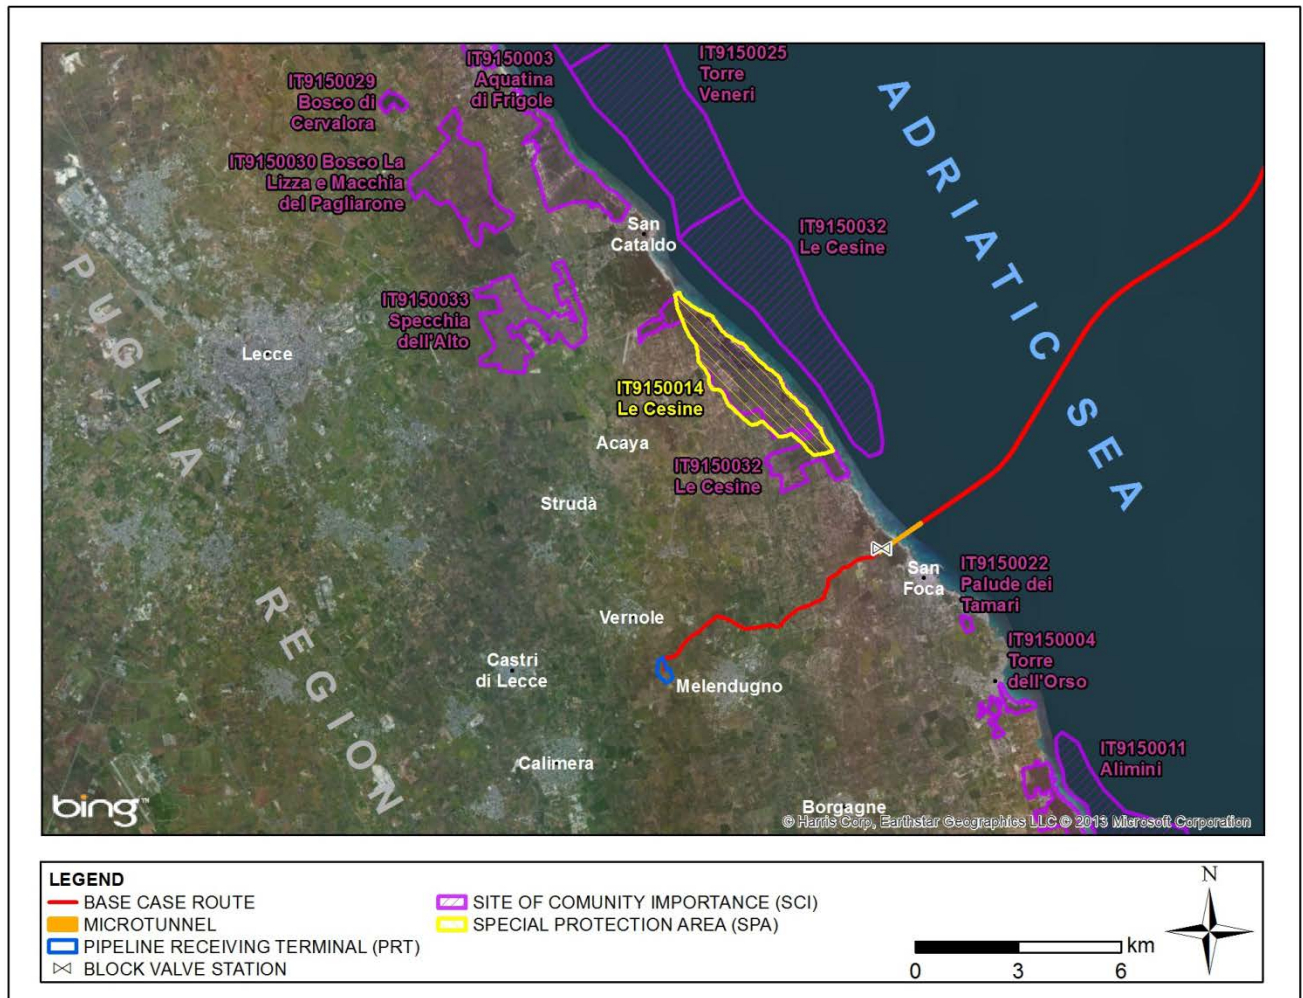 IT9150003
Aquatina
di Frigole
IT9150025
Torre
Veneri
IT9150029
Bosco di
Cervalora
IT9150030 Bosco La
Lizza e Macchia
del Pagliarone
San
Cataldo
IT9150032
Le Cesine
ADRIATIC SEA
IT9150033
Specchia
dell'Alto
PUGLIA
REGION
Lecce
IT9150014
Le Cesine
Acaya
IT9150032
Le Cesine
Strudà
San
Foca
IT9150022
Palude dei
Tamari
Vernole
IT9150004
Torre
dell'Orso
Castri
di Lecce
Melendugno
IT9150011
Alimini
Calimera
Borgagne
bing™
© Harris Corp, Earthstar Geographics LLC © 2013 Microsoft Corporation
LEGEND
BASE CASE ROUTE
MICROTUNNEL
PIPELINE RECEIVING TERMINAL (PRT)
BLOCK VALVE STATION
SITE OF COMUNITY IMPORTANCE (SCI)
SPECIAL PROTECTION AREA (SPA)
N
km
0 3 6